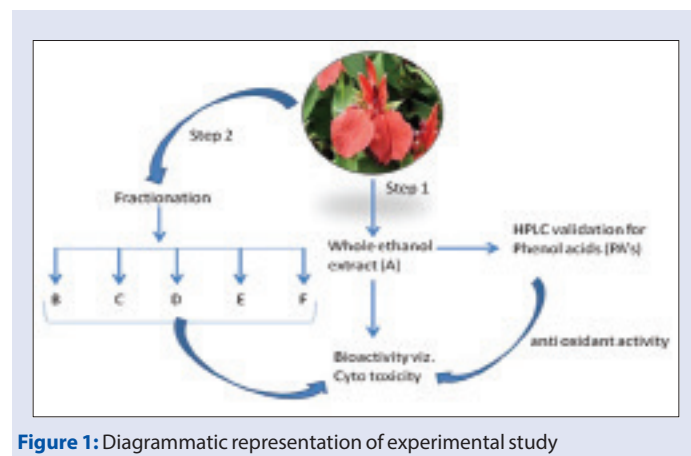 Step 2
Step 1
Fractionation
Whole ethanol
extract (A)
HPLC validation for
Phenol acids (PA's)
B C D E F
anti oxidant activity
Bioactivity viz.
Cyto toxicity
Figure 1: Diagrammatic representation of experimental study